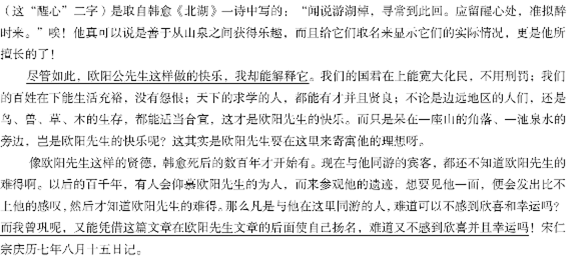 （这“醒心”二字）是取自韩愈《北湖》一诗中写的：“闻说游湖棹，寻常到此回。应留醒心处，准拟醉
时来。”唉！他真可以说是善于从山泉之间获得乐趣，而且给它们取名来显示它们的实际情况，更是他所
擅长的了！
尽管如此，欧阳公先生这样做的快乐，我却能解释它。我们的国君在上能宽大化民，不用刑罚；我们
的百姓在下能生活充裕，没有怨恨；天下的求学的人，都能有才并且贤良；不论是边远地区的人们，还是
鸟、兽、草、木的生存，都能适当合宜，这才是欧阳先生的快乐。而只是呆在一座山的角落、一池泉水的
旁边，岂是欧阳先生的快乐呢？这其实是欧阳先生要在这里来寄寓他的理想呀。
像欧阳先生这样的贤德，韩愈死后的数百年才开始有。现在与他同游的宾客，都还不知道欧阳先生的
难得啊。以后的百千年，有人会仰慕欧阳先生的为人，而来参观他的遗迹，想要见他一面，便会发出比不
上他的感叹，然后才知道欧阳先生的难得。那么凡是与他在这里同游的人，难道可以不感到欣喜和幸运吗？
而我曾巩呢，又能凭借这篇文章在欧阳先生文章的后面使自己扬名，难道又不感到欣喜并且幸运吗！宋仁
宗庆历七年八月十五日记。